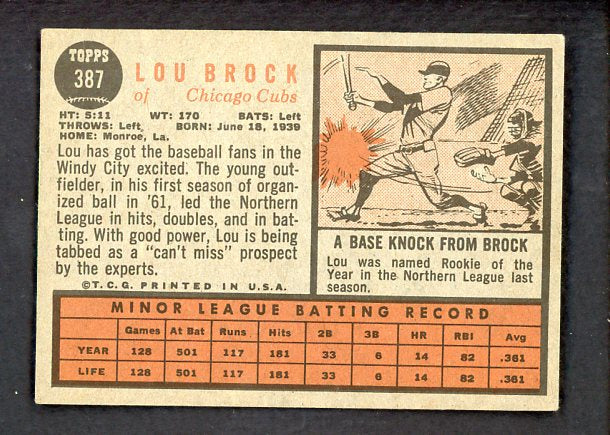 TOPPS
387
LOU BROCK
of Chicago Cubs
HT: 5:11 WT: 170 BATS: Left
THROWS: Left BORN: June 18, 1939
HOME: Monroe, La.
Lou has got the baseball fans in the
Windy City excited. The young out-
fielder, in his first season of organ-
ized ball in '61, led the Northern
League in hits, doubles, and in bat-
ting. With good power, Lou is being
tabbed as a "can't miss" prospect
by the experts.
©T.C.G. PRINTED IN U.S.A.
A BASE KNOCK FROM BROCK
Lou was named Rookie of the
Year in the Northern League last
season.
MINOR LEAGUE BATTING RECORD
Games At Bat Runs Hits 2B 3B HR RBI Avg
YEAR 128 501 117 181 33 6 14 82 .361
LIFE 128 501 117 181 33 6 14 82 .361